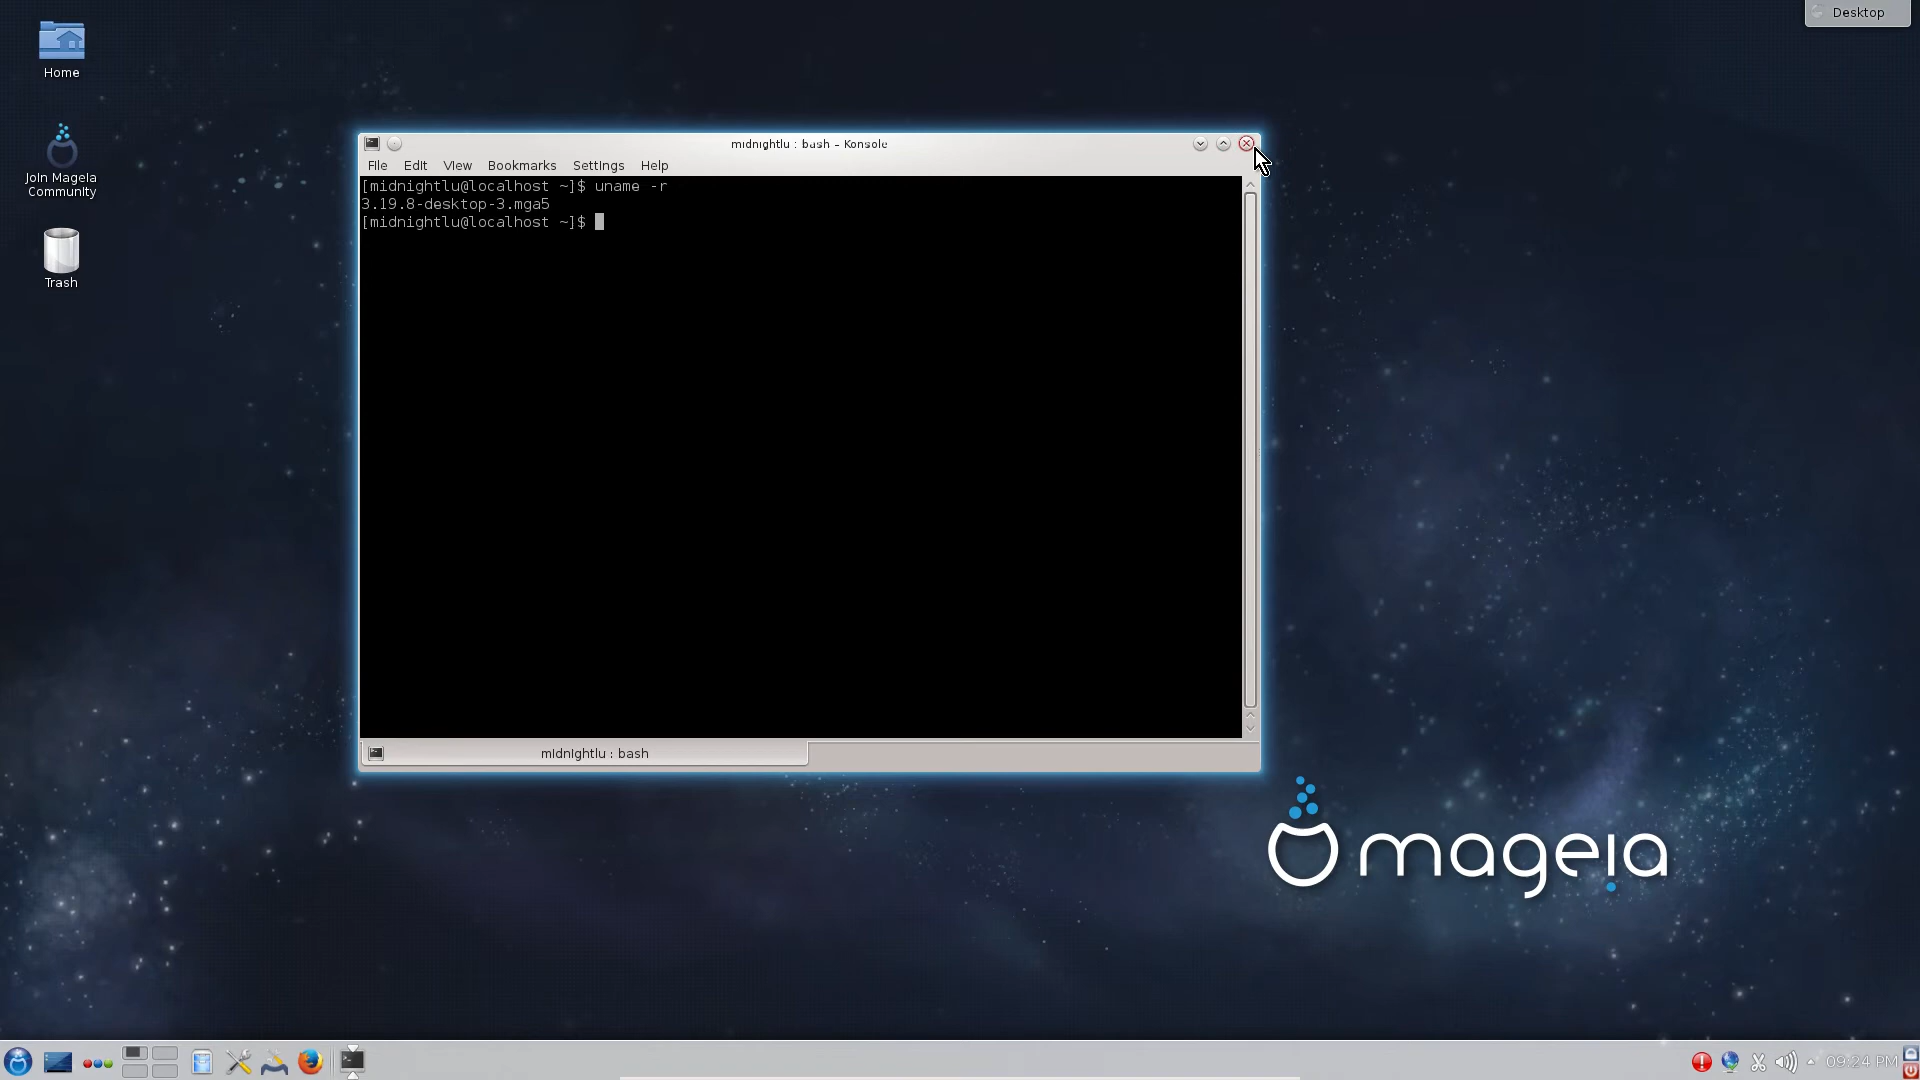 Desktop
Home
Join Mageia
Community
Trash
midnightlu : bash – Konsole
File Edit View Bookmarks Settings Help
[midnightlu@localhost ~]$ uname -r
3.19.8-desktop-3.mga5
[midnightlu@localhost ~]$
midnightlu : bash
mageia
09:24 PM